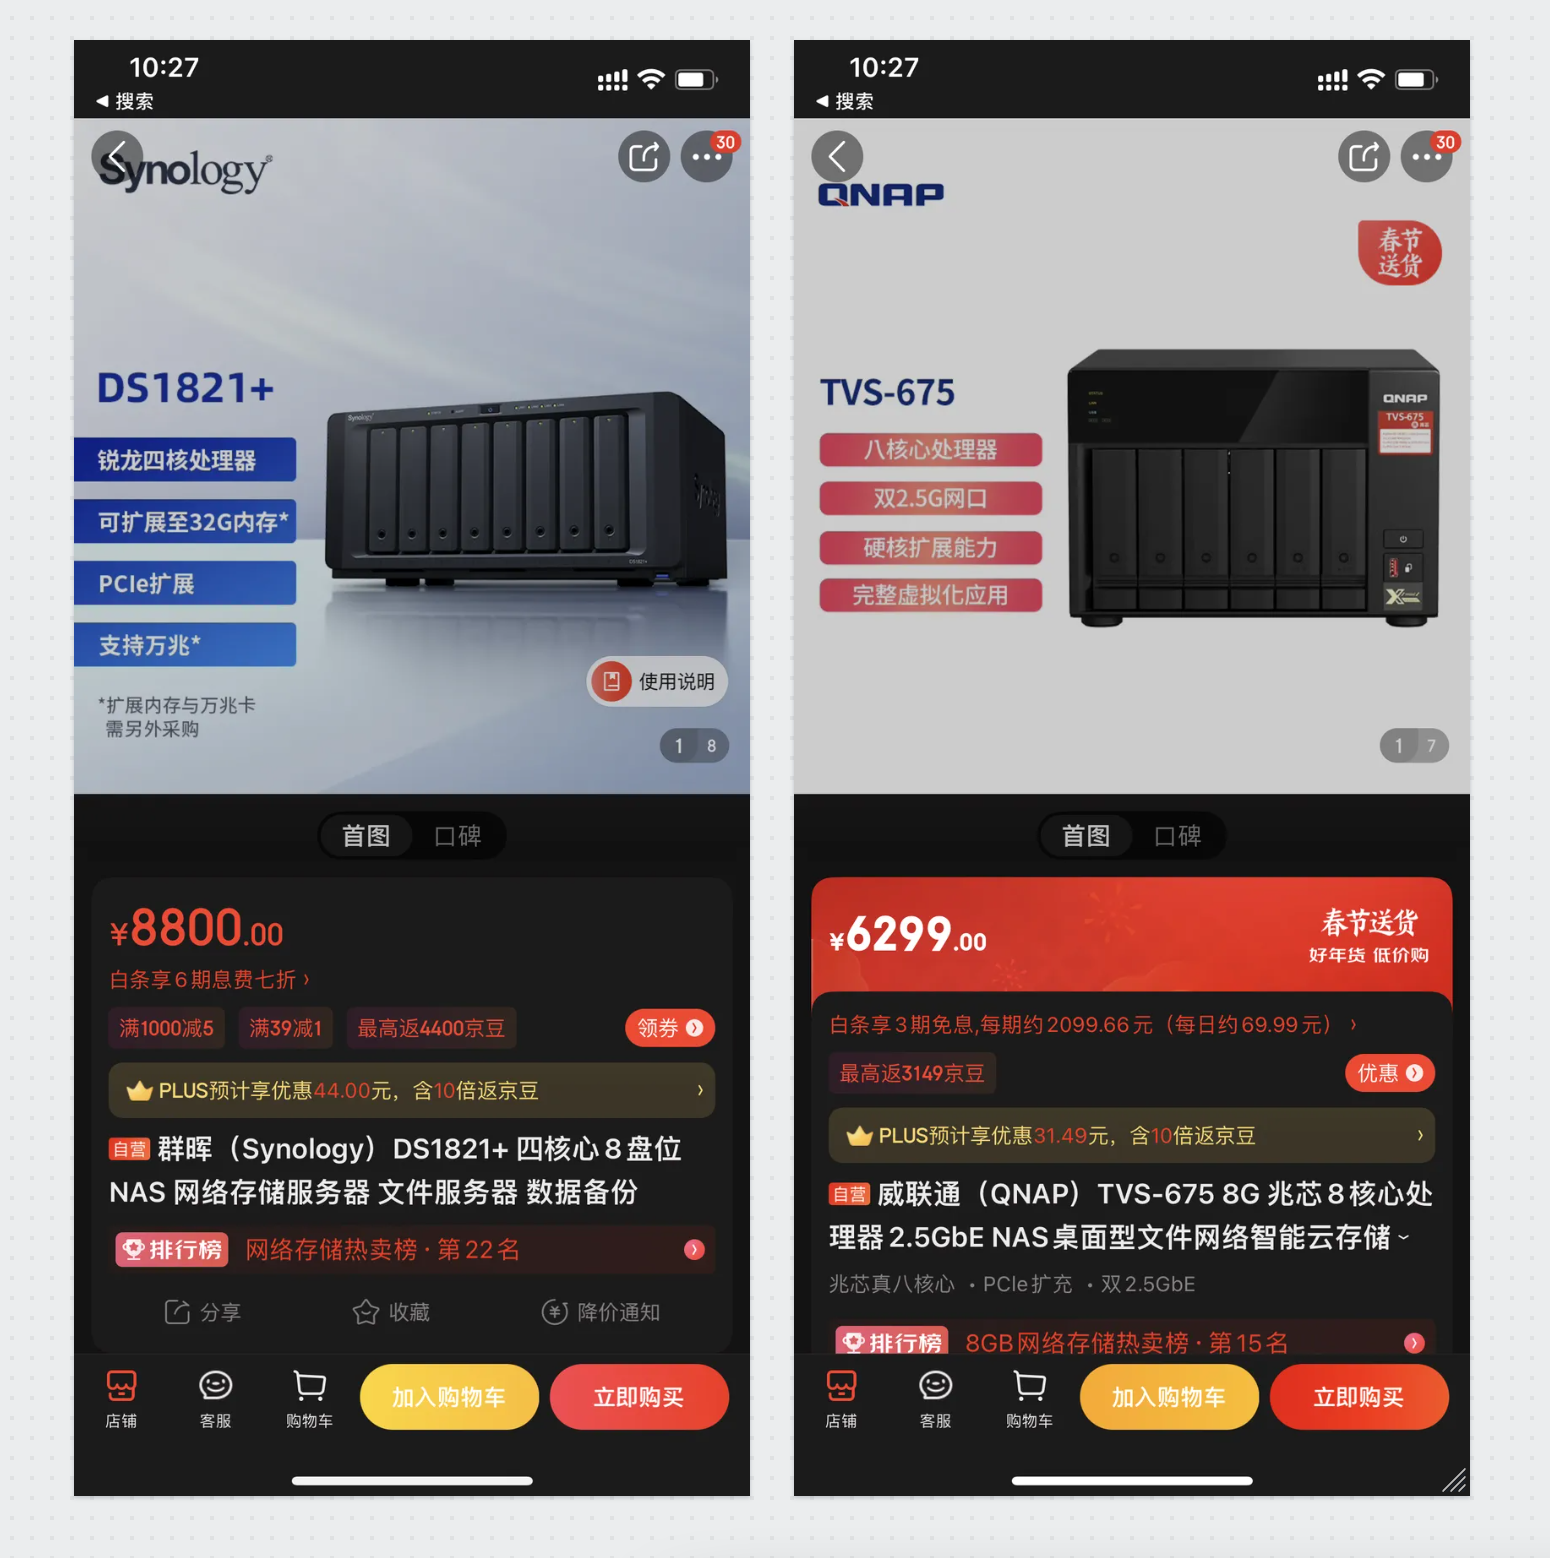 10:27
搜索
Synology
30
DS1821+
锐龙四核处理器
可扩展至32G内存*
PCIe扩展
支持万兆*
*扩展内存与万兆卡
需另外采购
Synology
DS1821+
使用说明
1 8
首图 口碑
¥8800.00
白条享6期息费七折 ›
满1000减5 满39减1 最高返4400京豆 领券
PLUS预计享优惠44.00元，含10倍返京豆
自营 群晖（Synology）DS1821+ 四核心8盘位
NAS 网络存储服务器 文件服务器 数据备份
排行榜 网络存储热卖榜·第22名
分享 收藏 降价通知
店铺 客服 购物车 加入购物车 立即购买
10:27
搜索
30
QNAP
春节
送货
TVS-675
八核心处理器
双2.5G网口
硬核扩展能力
完整虚拟化应用
QNAP
TVS-675
1 7
首图 口碑
¥6299.00
春节送货
好年货 低价购
白条享3期免息,每期约2099.66元（每日约69.99元） ›
最高返3149京豆 优惠
PLUS预计享优惠31.49元，含10倍返京豆
自营 威联通（QNAP）TVS-675 8G 兆芯8核心处
理器2.5GbE NAS桌面型文件网络智能云存储
兆芯真八核心 · PCIe扩充 · 双2.5GbE
排行榜 8GB网络存储热卖榜·第15名
店铺 客服 购物车 加入购物车 立即购买